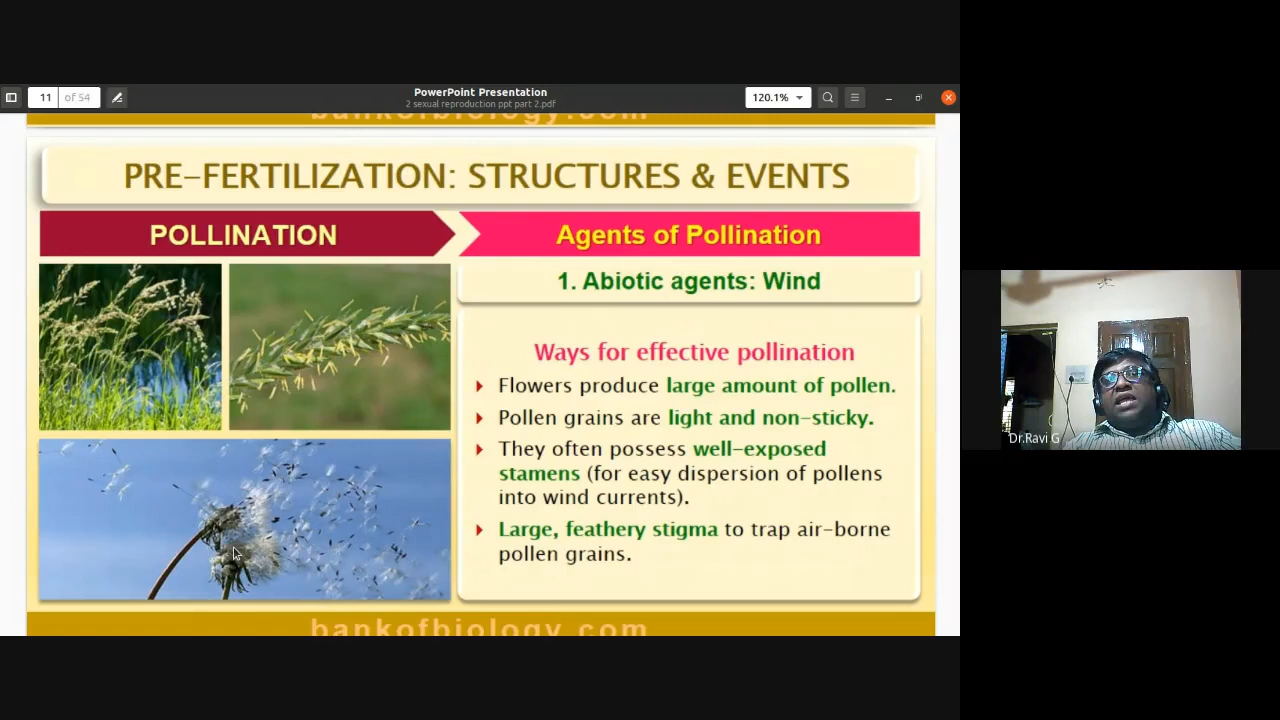 PowerPoint Presentation
2 sexual reproduction ppt part 2.pdf
11 of 54
120.1%
bankofbiology.com
PRE-FERTILIZATION: STRUCTURES & EVENTS
POLLINATION
Agents of Pollination
1. Abiotic agents: Wind
Ways for effective pollination
Flowers produce large amount of pollen.
Pollen grains are light and non-sticky.
They often possess well-exposed
stamens (for easy dispersion of pollens
into wind currents).
Large, feathery stigma to trap air-borne
pollen grains.
bankofbiology.com
Dr.Ravi G